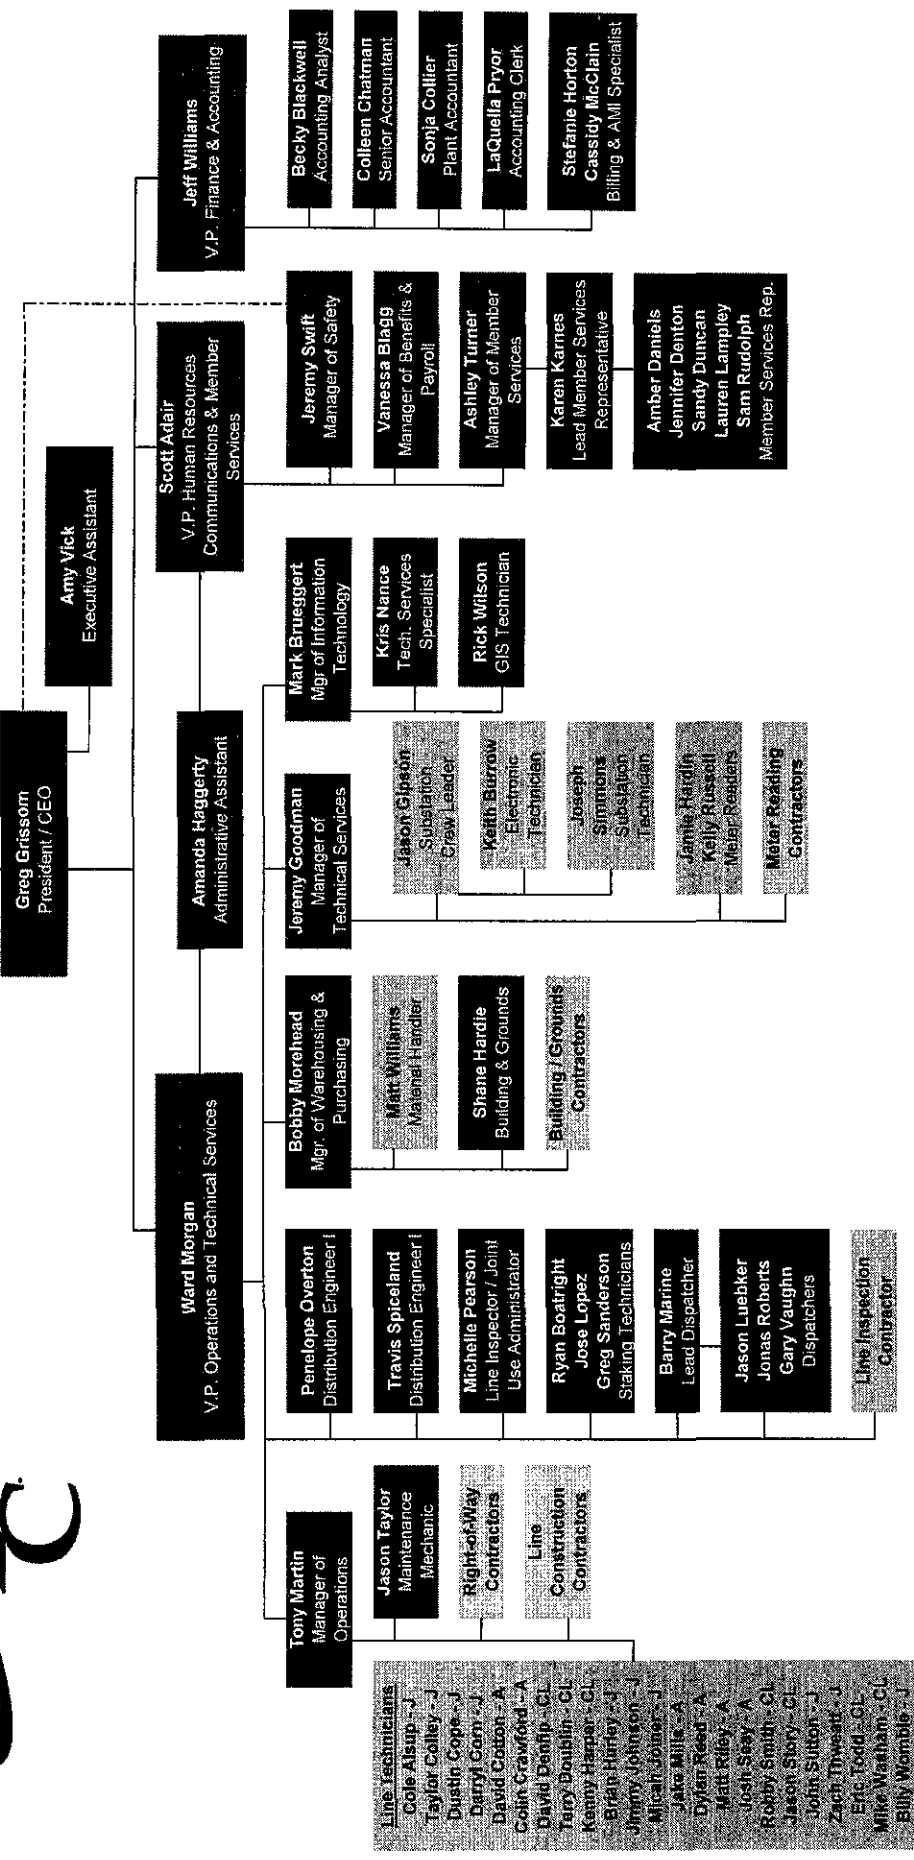 C
Greg Grissom
President / CEO
Amy Vick
Executive Assistant
Ward Morgan
V.P. Operations and Technical Services
Amanda Haggerty
Administrative Assistant
Scott Adair
V.P. Human Resources
Communications & Member
Services
Jeff Williams
V.P. Finance & Accounting
Tony Martin
Manager of
Operations
Jason Taylor
Maintenance
Mechanic
Right-of-Way
Contractors
Line
Construction
Contractors
Line Technicians
Cole Alsup - J
Taylor Colley - J
Dustin Cope - J
Darryl Corn - J
David Cotton - A
Colin Crawford - A
David Denfip - CL
Terry Doublin - CL
Kenny Harper - CL
Brian Hurley - J
Jimmy Johnson - J
Micah Joiner - J
Jake Mills - A
Dylan Reed - A
Matt Riley - A
Josh Seay - A
Robby Smith - CL
Jason Story - CL
John Sutton - J
Zach Thweatt - J
Eric Todd - CL
Mike Watham - CL
Billy Womble - J
Penelope Overton
Distribution Engineer I
Travis Spiceland
Distribution Engineer I
Michelle Pearson
Line Inspector / Joint
Use Administrator
Ryan Boatright
Jose Lopez
Greg Sanderson
Staking Technicians
Barry Marine
Lead Dispatcher
Jason Luebker
Jonas Roberts
Gary Vaughn
Dispatchers
Line Inspection
Contractor
Bobby Morehead
Mgr. of Warehousing &
Purchasing
Matt Williams
Material Handler
Shane Hardie
Building & Grounds
Building / Grounds
Contractors
Jeremy Goodman
Manager of
Technical Services
Jason Gipson
Substation
Crew Leader
Keith Burrow
Electronic
Technician
Joseph
Simmons
Substation
Technician
Jamie Hardin
Kelly Russell
Meter Readers
Meter Reading
Contractors
Mark Brueggert
Mgr of Information
Technology
Kris Nance
Tech. Services
Specialist
Rick Wilson
GIS Technician
Jeremy Swift
Manager of Safety
Vanessa Blagg
Manager of Benefits &
Payroll
Ashley Turner
Manager of Member
Services
Karen Karnes
Lead Member Services
Representative
Amber Daniels
Jennifer Denton
Sandy Duncan
Lauren Lampley
Sam Rudolph
Member Services Rep.
Becky Blackwell
Accounting Analyst
Colleen Chatman
Senior Accountant
Sonja Collier
Plant Accountant
LaQuella Pryor
Accounting Clerk
Stefanie Horton
Cassidy McClain
Billing & AMI Specialist